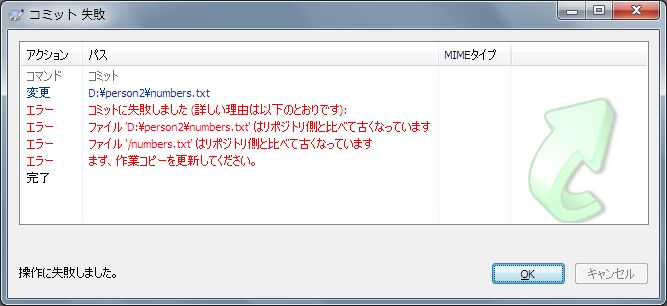 コミット 失敗
アクション パス MIMEタイプ
コマンド コミット
変更 D:¥person2¥numbers.txt
エラー コミットに失敗しました (詳しい理由は以下のとおりです):
エラー ファイル 'D:¥person2¥numbers.txt' はリポジトリ側と比べて古くなっています
エラー ファイル '/numbers.txt' はリポジトリ側と比べて古くなっています
エラー まず、作業コピーを更新してください。
完了
操作に失敗しました。 OK キャンセル